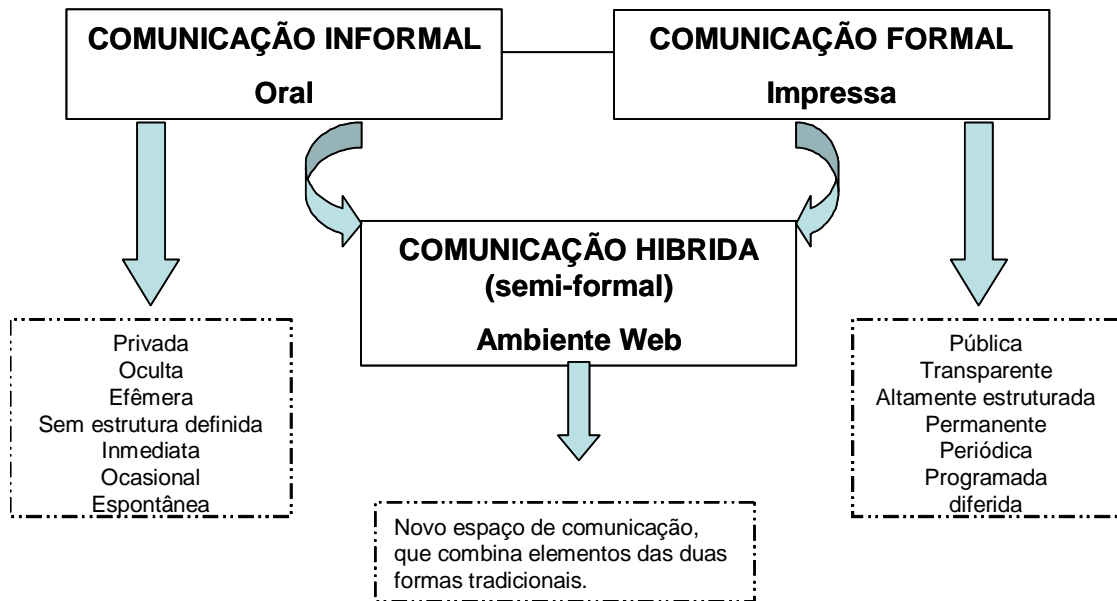 COMUNICAÇÃO INFORMAL
Oral
COMUNICAÇÃO FORMAL
Impressa
COMUNICAÇÃO HIBRIDA
(semi-formal)
Ambiente Web
Privada
Oculta
Efêmera
Sem estrutura definida
Inmediata
Ocasional
Espontânea
Pública
Transparente
Altamente estruturada
Permanente
Periódica
Programada
diferida
Novo espaço de comunicação,
que combina elementos das duas
formas tradicionais.